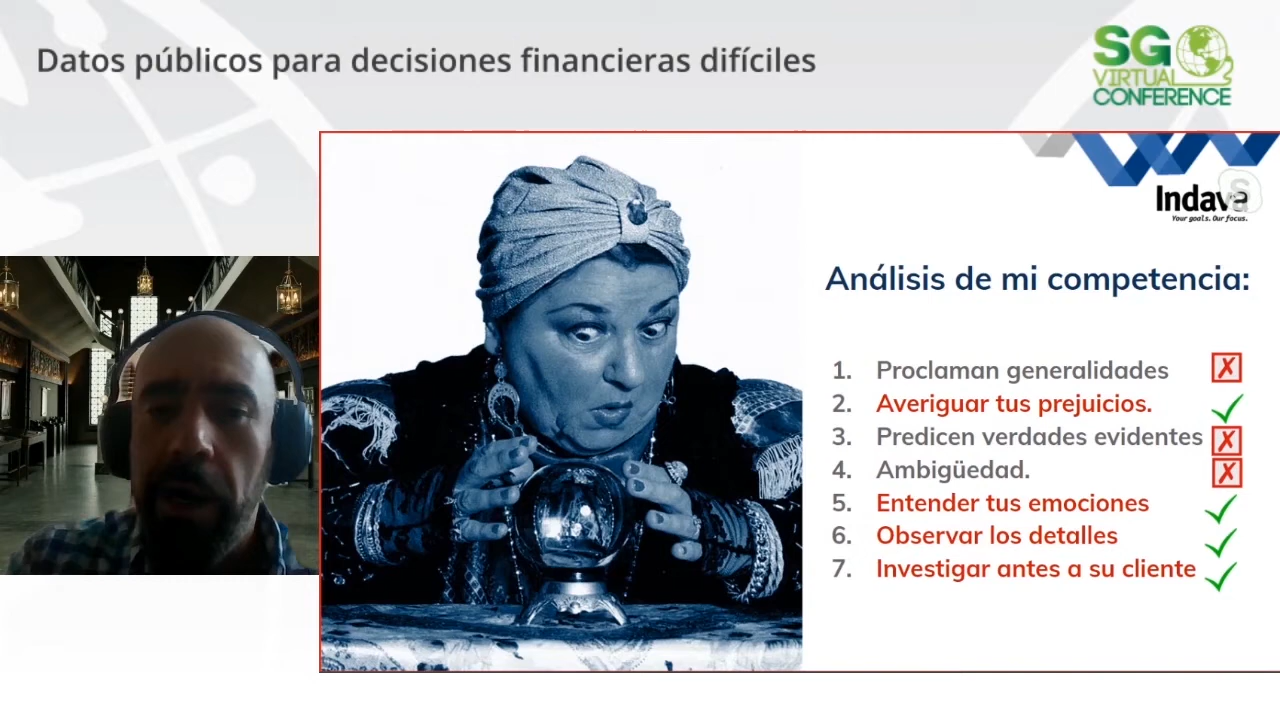 Datos públicos para decisiones financieras difíciles
SG
VIRTUAL
CONFERENCE
Indava
Your goals. Our focus.
Análisis de mi competencia:
1. Proclaman generalidades ✗
2. Averiguar tus prejuicios. ✓
3. Predicen verdades evidentes ✗
4. Ambigüedad. ✗
5. Entender tus emociones ✓
6. Observar los detalles ✓
7. Investigar antes a su cliente ✓